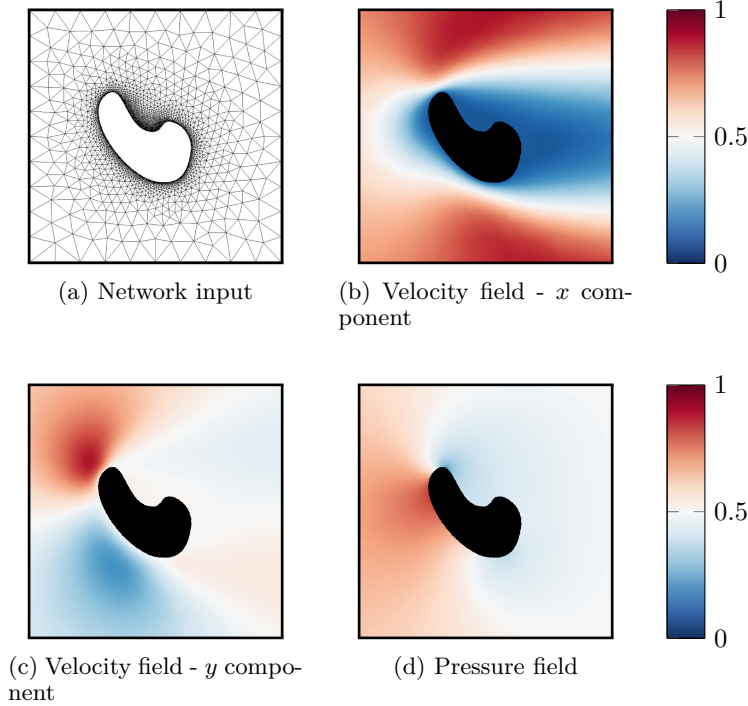 1
0.5
0
(a) Network input
(b) Velocity field - x com-
ponent
1
0.5
0
(c) Velocity field - y compo-
nent
(d) Pressure field